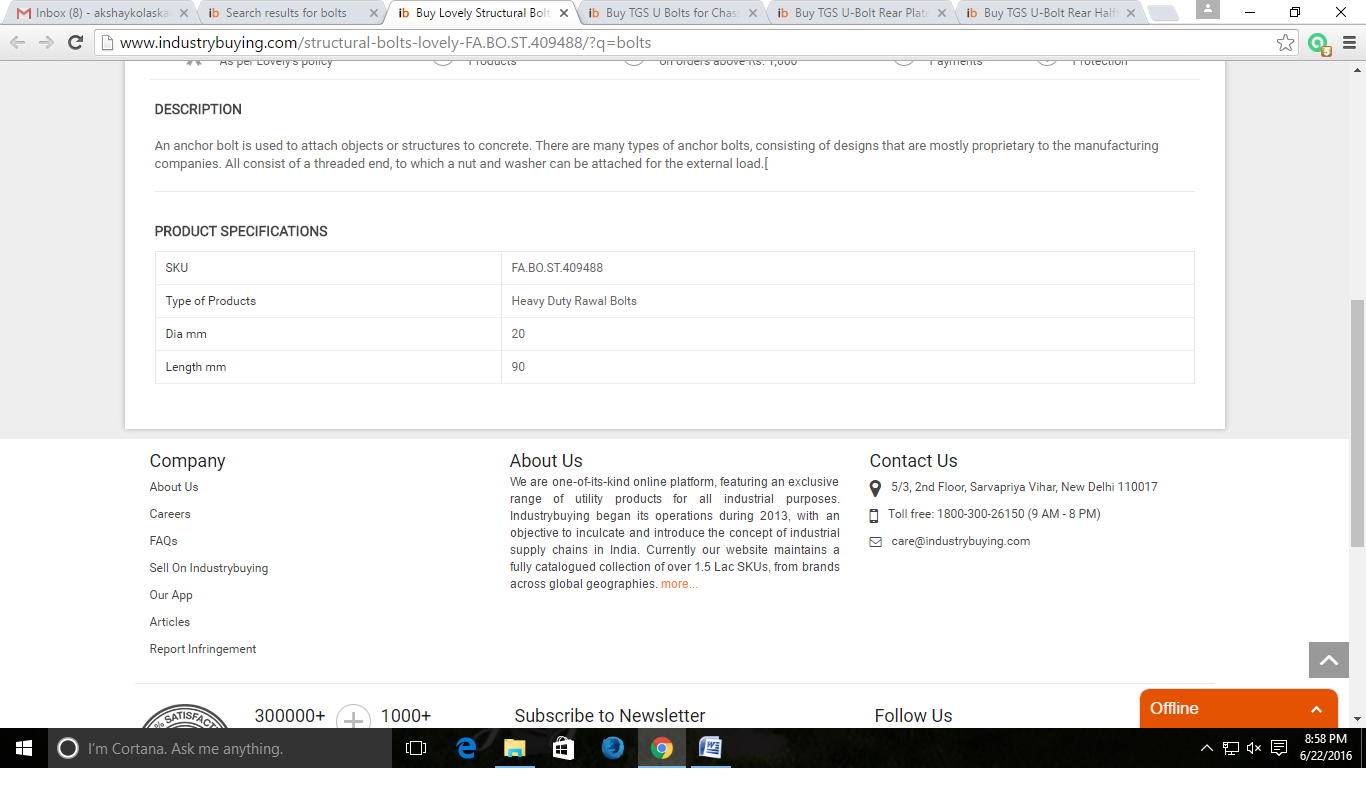 Inbox (8) - akshaykolaska
ib Search results for bolts
ib Buy Lovely Structural Bolt
ib Buy TGS U Bolts for Chass
ib Buy TGS U-Bolt Rear Plate
ib Buy TGS U-Bolt Rear Half
www.industrybuying.com/structural-bolts-lovely-FA.BO.ST.409488/?q=bolts
As per Lovely's policy
Products
on orders above Rs. 1,000
Payments
Protection
DESCRIPTION
An anchor bolt is used to attach objects or structures to concrete. There are many types of anchor bolts, consisting of designs that are mostly proprietary to the manufacturing
companies. All consist of a threaded end, to which a nut and washer can be attached for the external load.[
PRODUCT SPECIFICATIONS
SKU FA.BO.ST.409488
Type of Products Heavy Duty Rawal Bolts
Dia mm 20
Length mm 90
Company
About Us
Careers
FAQs
Sell On Industrybuying
Our App
Articles
Report Infringement
About Us
We are one-of-its-kind online platform, featuring an exclusive
range of utility products for all industrial purposes.
Industrybuying began its operations during 2013, with an
objective to inculcate and introduce the concept of industrial
supply chains in India. Currently our website maintains a
fully catalogued collection of over 1.5 Lac SKUs, from brands
across global geographies. more...
Contact Us
5/3, 2nd Floor, Sarvapriya Vihar, New Delhi 110017
Toll free: 1800-300-26150 (9 AM - 8 PM)
care@industrybuying.com
% SATISFAC
300000+
1000+
Subscribe to Newsletter
Follow Us
Offline
I'm Cortana. Ask me anything.
8:58 PM
6/22/2016